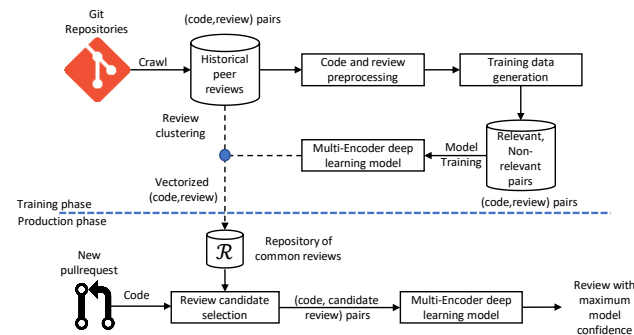 Git
Repositories
(code,review) pairs
Crawl
Historical
peer
reviews
Code and review
preprocessing
Training data
generation
Review
clustering
Multi-Encoder deep
learning model
Model
Training
Relevant,
Non-
relevant
pairs
Vectorized
(code,review)
(code,review) pairs
Training phase
Production phase
ℛ
Repository of
common reviews
New
pullrequest
Code
Review candidate
selection
(code, candidate
review) pairs
Multi-Encoder deep
learning model
Review with
maximum
model
confidence